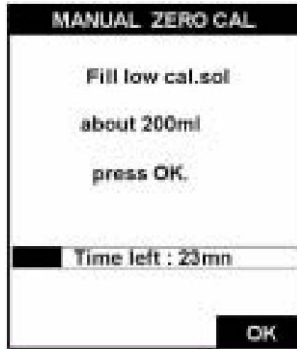 MANUAL ZERO CAL
Fill low cal.sol
about 200ml
press OK.
Time left : 23mn
OK